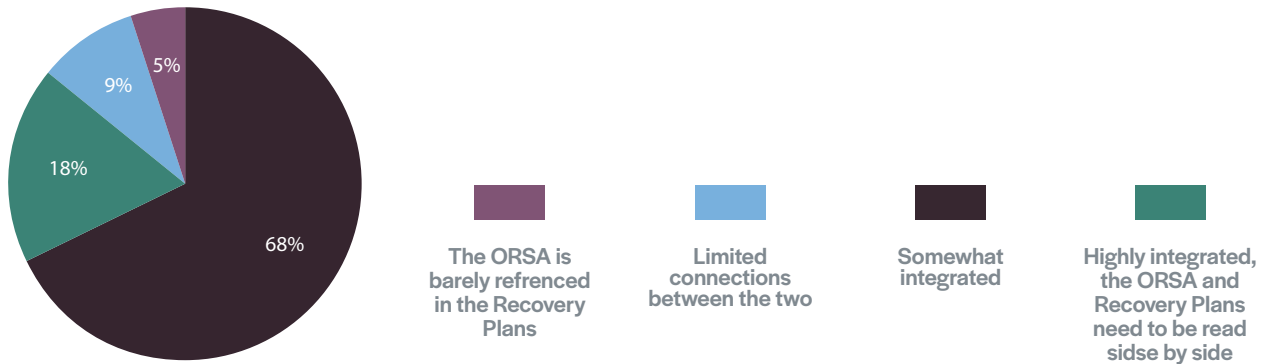 5%
9%
18%
68%
The ORSA is
barely refrenced
in the Recovery
Plans
Limited
connections
between the two
Somewhat
integrated
Highly integrated,
the ORSA and
Recovery Plans
need to be read
sidse by side